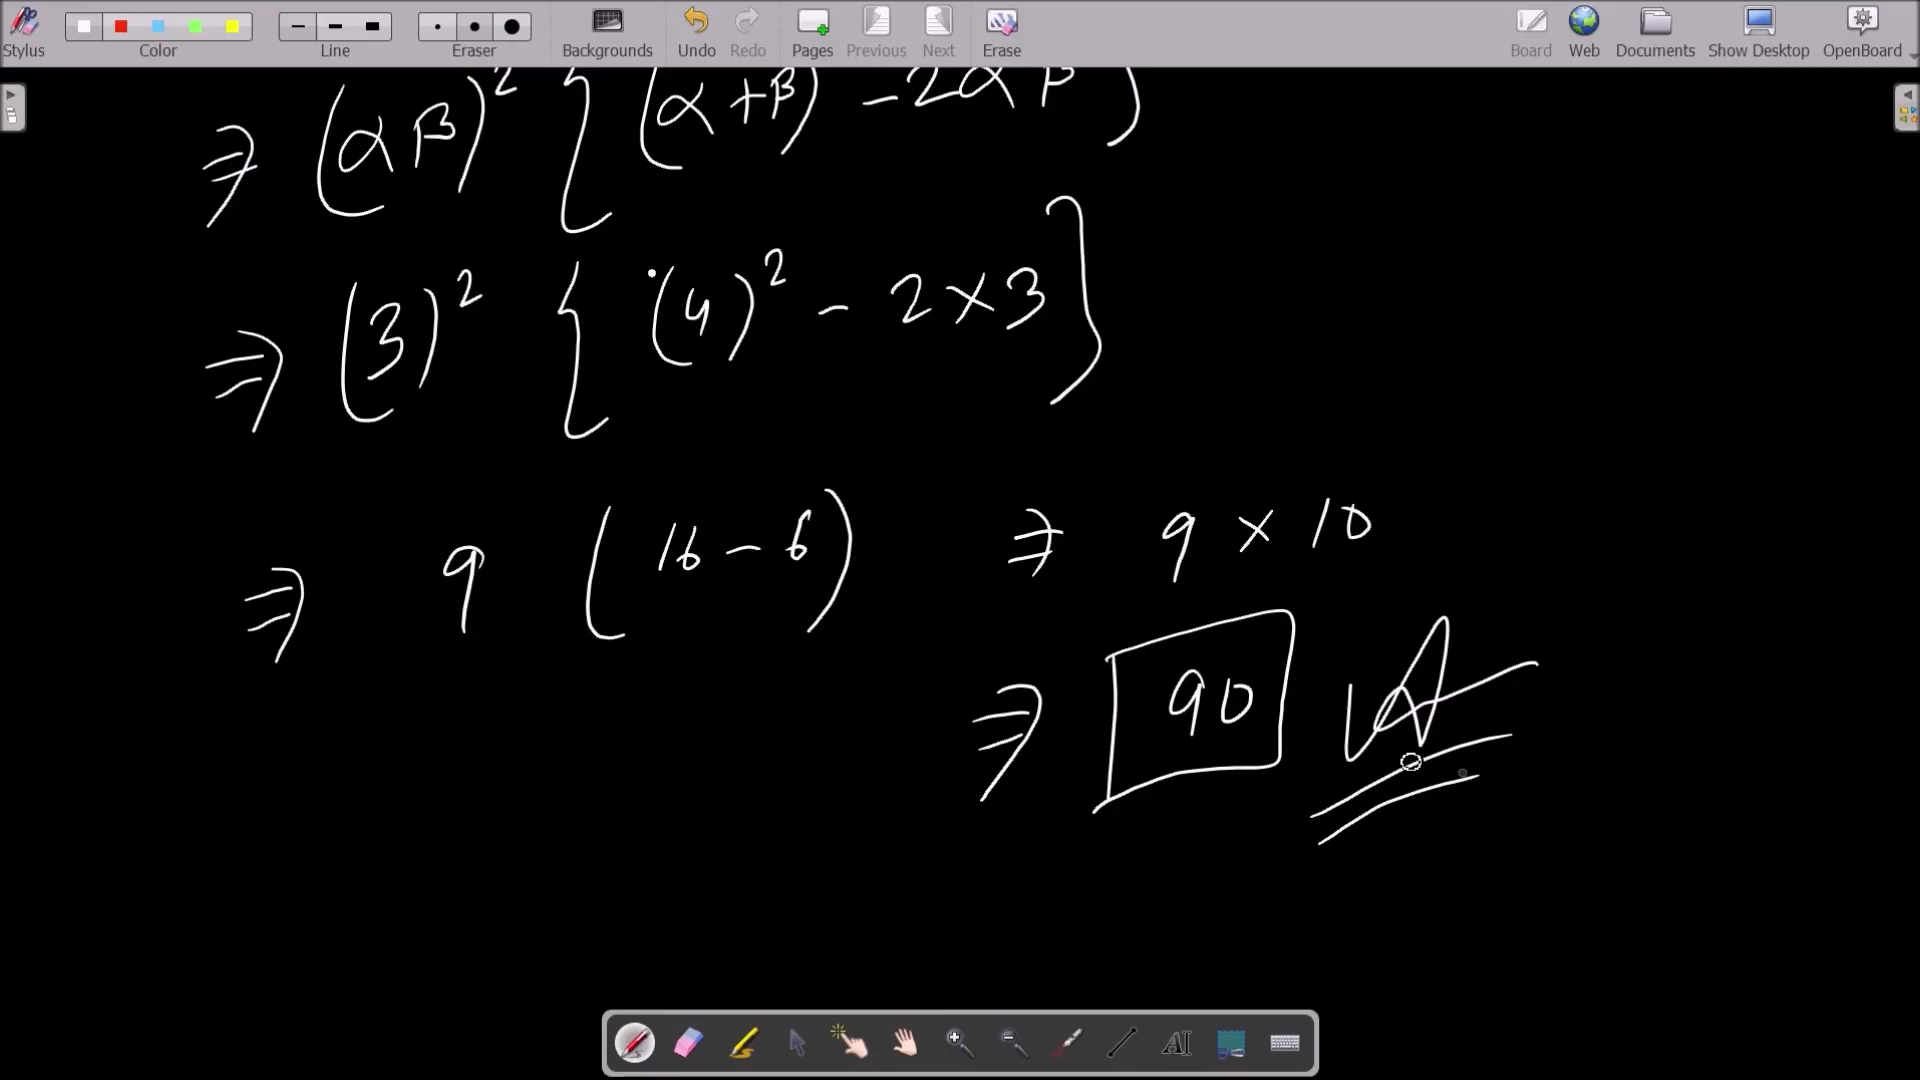 Stylus Color Line Eraser Backgrounds Undo Redo Pages Previous Next Erase Board Web Documents Show Desktop OpenBoard
⇒ (αβ)² { (α+β) - 2αβ }
⇒ (3)² { (4)² - 2×3 }
⇒ 9 (16-6) ⇒ 9 × 10
⇒ 90
AI